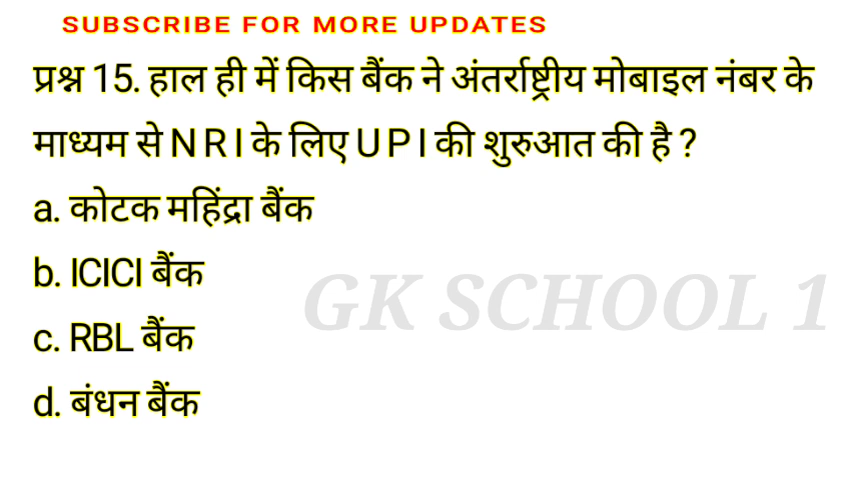 SUBSCRIBE FOR MORE UPDATES
प्रश्न 15. हाल ही में किस बैंक ने अंतर्राष्ट्रीय मोबाइल नंबर के
माध्यम से N R I के लिए U P I की शुरुआत की है ?
a. कोटक महिंद्रा बैंक
b. ICICI बैंक
GK SCHOOL 1
c. RBL बैंक
d. बंधन बैंक